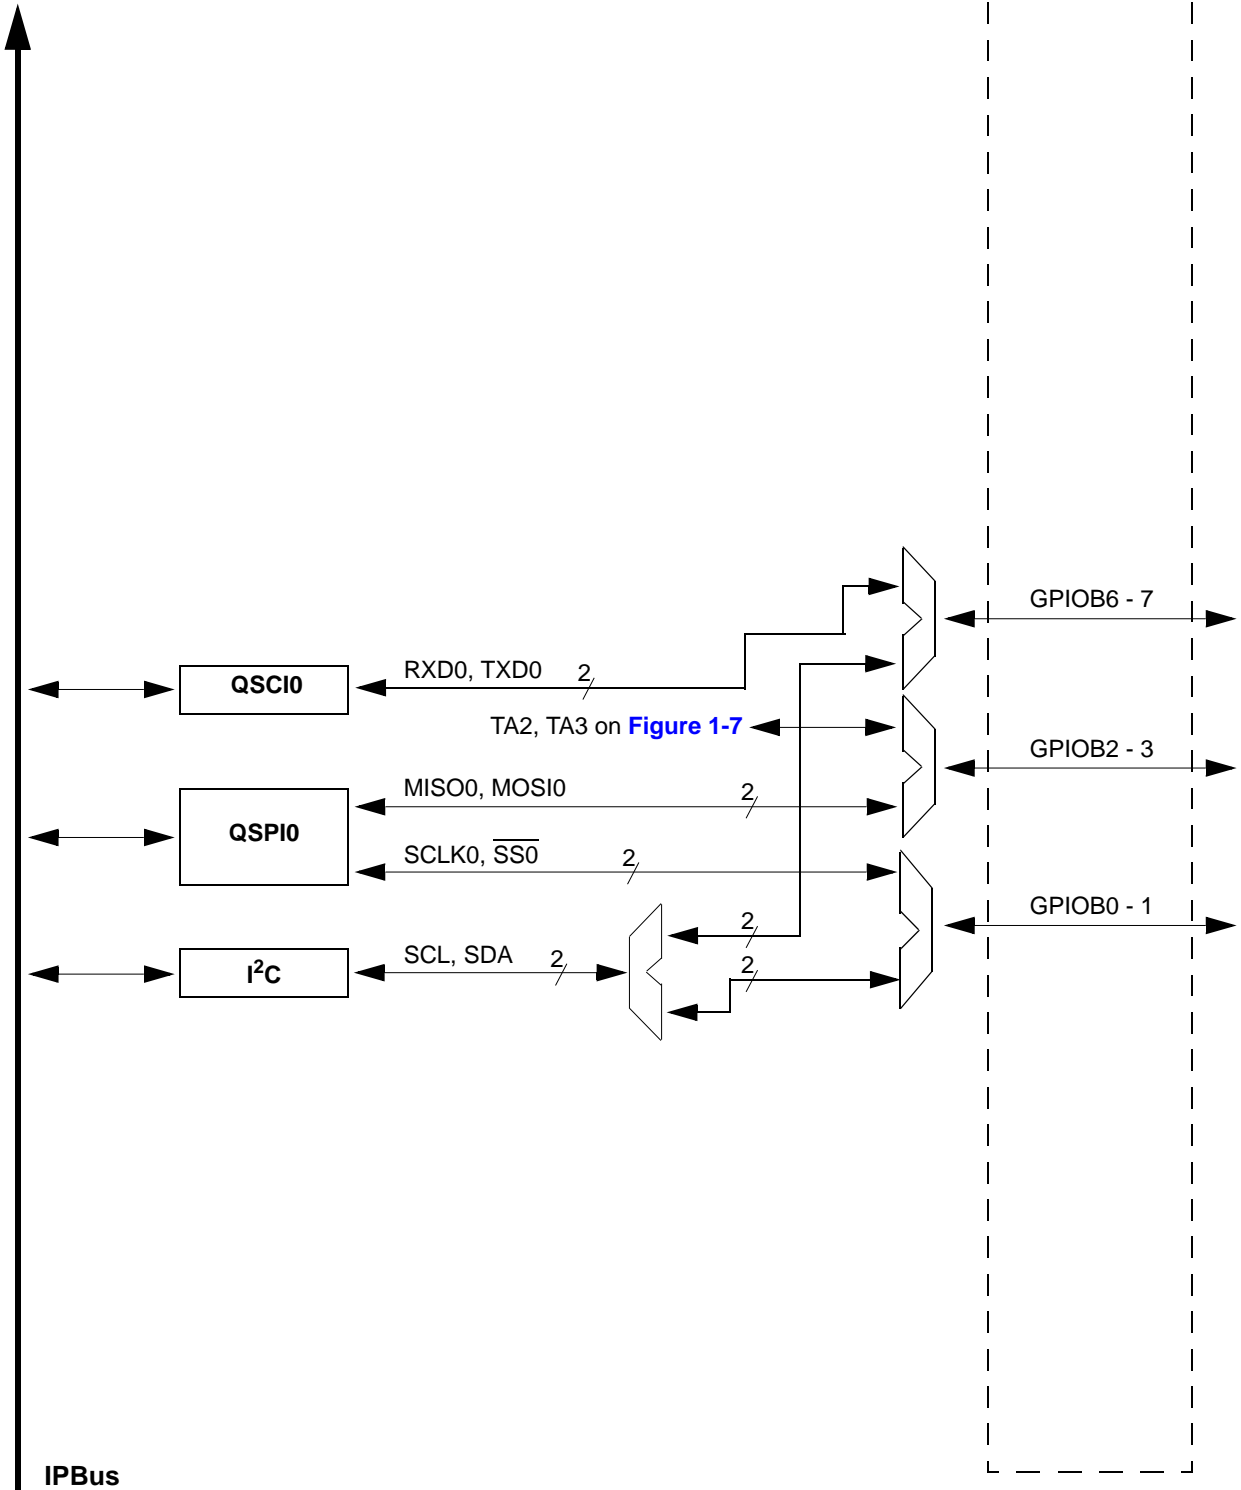 GPIOB6 - 7
RXD0, TXD0
2
QSCI0
TA2, TA3 on Figure 1-7
GPIOB2 - 3
MISO0, MOSI0
2
QSPI0
SCLK0, S̅S̅0̅
2
GPIOB0 - 1
2
SCL, SDA
2
2
I²C
IPBus